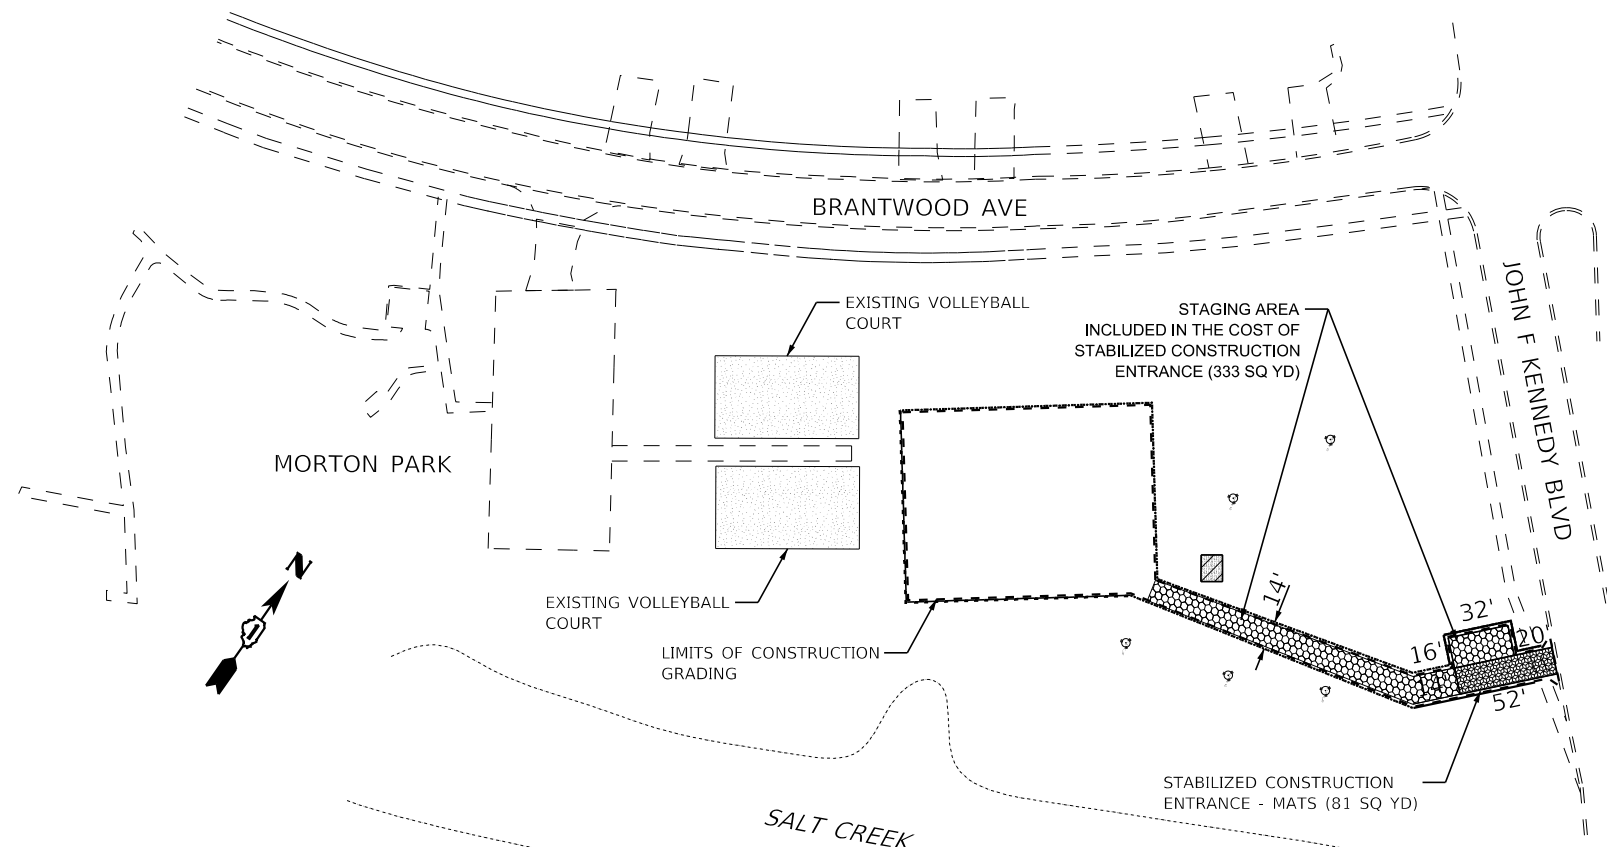 BRANTWOOD AVE
JOHN F KENNEDY BLVD
EXISTING VOLLEYBALL
COURT
STAGING AREA
INCLUDED IN THE COST OF
STABILIZED CONSTRUCTION
ENTRANCE (333 SQ YD)
MORTON PARK
N
EXISTING VOLLEYBALL
COURT
14'
32'
20'
16'
52'
LIMITS OF CONSTRUCTION
GRADING
STABILIZED CONSTRUCTION
ENTRANCE - MATS (81 SQ YD)
SALT CREEK